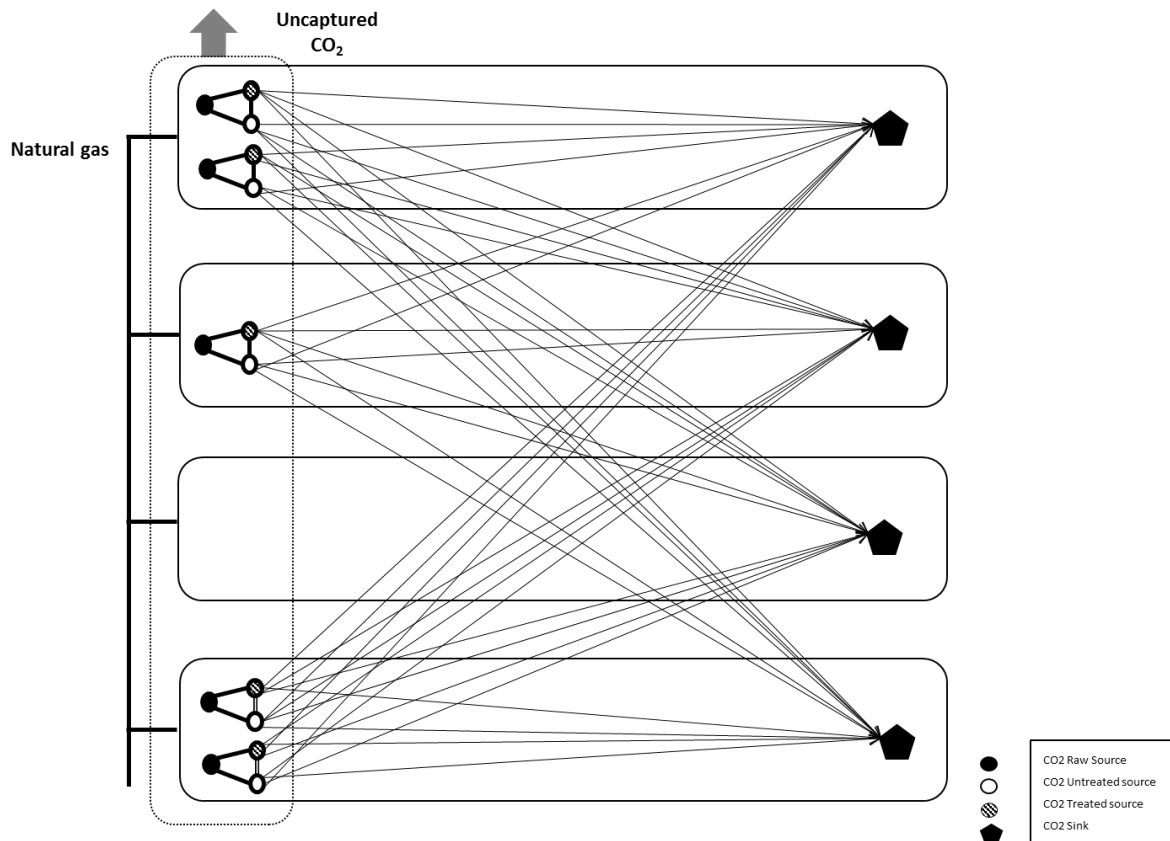 Uncaptured
CO₂
Natural gas
CO2 Raw Source
CO2 Untreated source
CO2 Treated source
CO2 Sink